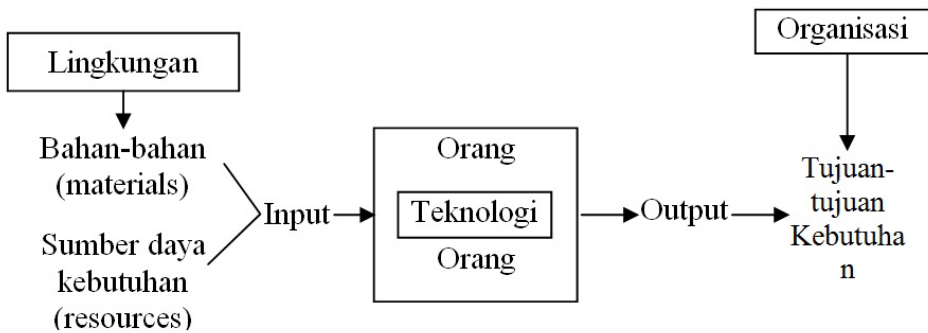 Lingkungan
Bahan-bahan
(materials)
Sumber daya
kebutuhan
(resources)
Input
Orang
Teknologi
Orang
Output
Organisasi
Tujuan-
tujuan
Kebutuha
n